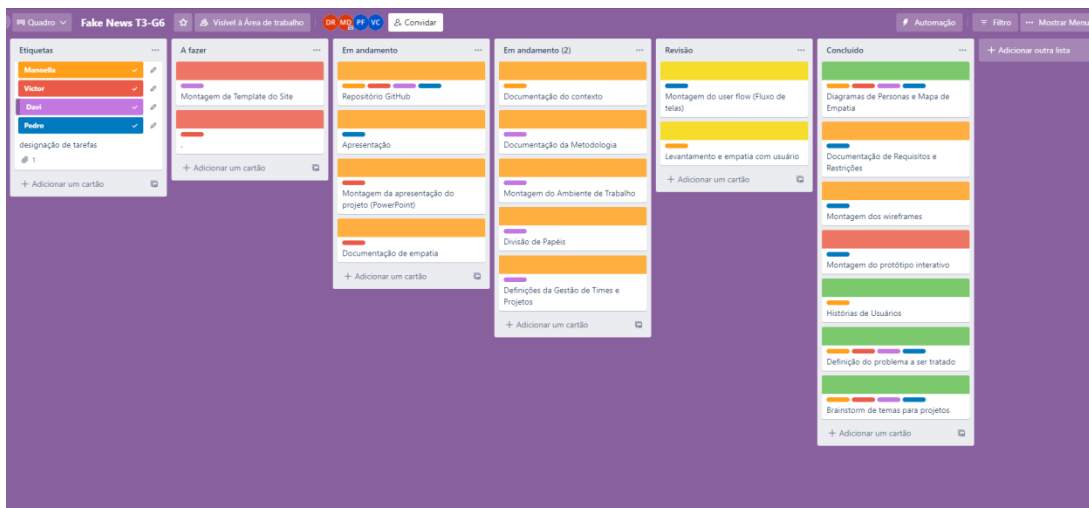 Quadro
Fake News T3-G6
Visível à Área de trabalho
DR MD PF VC
Convidar
Automação
Filtro
··· Mostrar Menu
Etiquetas
Manoella
Victor
Davi
Pedro
designação de tarefas
1
+ Adicionar um cartão
A fazer
Montagem de Template do Site
.
+ Adicionar um cartão
Em andamento
Repositório GitHub
Apresentação
Montagem da apresentação do
projeto (PowerPoint)
Documentação de empatia
+ Adicionar um cartão
Em andamento (2)
Documentação do contexto
Documentação da Metodologia
Montagem do Ambiente de Trabalho
Divisão de Papéis
Definições da Gestão de Times e
Projetos
+ Adicionar um cartão
Revisão
Montagem do user flow (Fluxo de
telas)
Levantamento e empatia com usuário
+ Adicionar um cartão
Concluído
Diagramas de Personas e Mapa de
Empatia
Documentação de Requisitos e
Restrições
Montagem dos wireframes
Montagem do protótipo interativo
Histórias de Usuários
Definição do problema a ser tratado
Brainstorm de temas para projetos
+ Adicionar um cartão
+ Adicionar outra lista